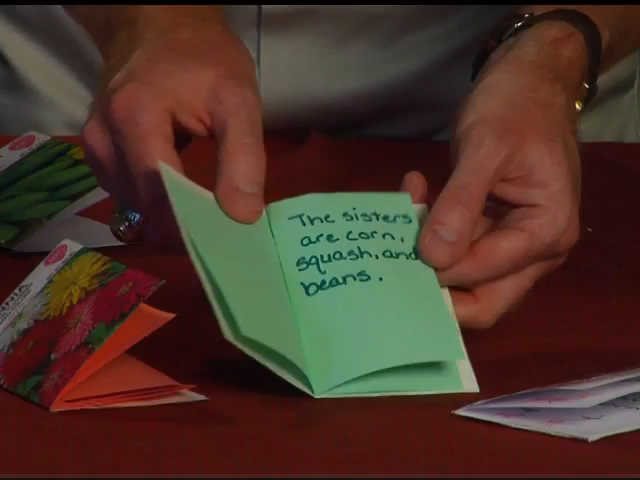 The sisters
are corn,
squash, and
beans.